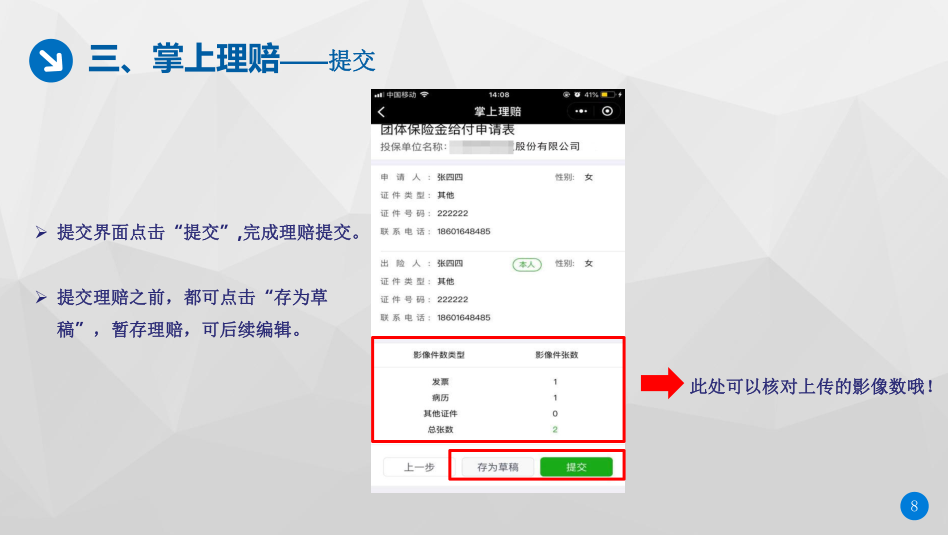 三、掌上理赔——提交
提交界面点击“提交”,完成理赔提交。
提交理赔之前，都可点击“存为草
稿”，暂存理赔，可后续编辑。
中国移动 14:08 41%
掌上理赔
团体保险金给付申请表
投保单位名称： 股份有限公司
申请人： 张四四 性别: 女
证件类型： 其他
证件号码： 222222
联系电话： 18601648485
出险人： 张四四 本人 性别: 女
证件类型： 其他
证件号码： 222222
联系电话： 18601648485
影像件数类型 影像件张数
发票 1
病历 1
其他证件 0
总张数 2
上一步 存为草稿 提交
此处可以核对上传的影像数哦！
8